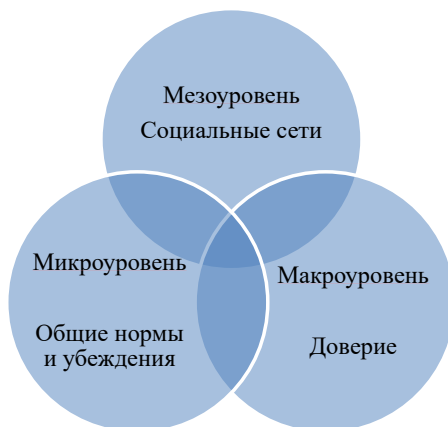 Мезоуровень
Социальные сети
Микроуровень
Общие нормы
и убеждения
Макроуровень
Доверие